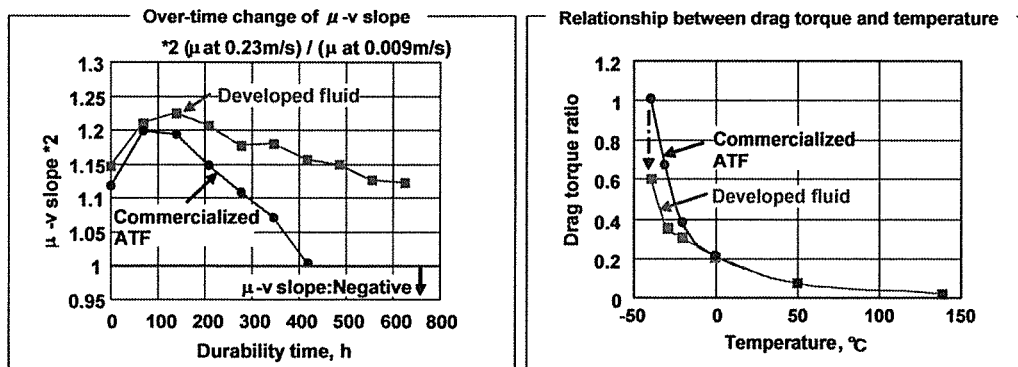 Over-time change of μ-v slope
*2 (μ at 0.23m/s) / (μ at 0.009m/s)
1.3
1.25
1.2
1.15
1.1
1.05
1
0.95
μ-v slope *2
Developed fluid
Commercialized
ATF
μ-v slope:Negative
0 100 200 300 400 500 600 700 800
Durability time, h
Relationship between drag torque and temperature
1.2
1
0.8
0.6
0.4
0.2
0
Drag torque ratio
Commercialized
ATF
Developed fluid
-50 0 50 100 150
Temperature, ℃